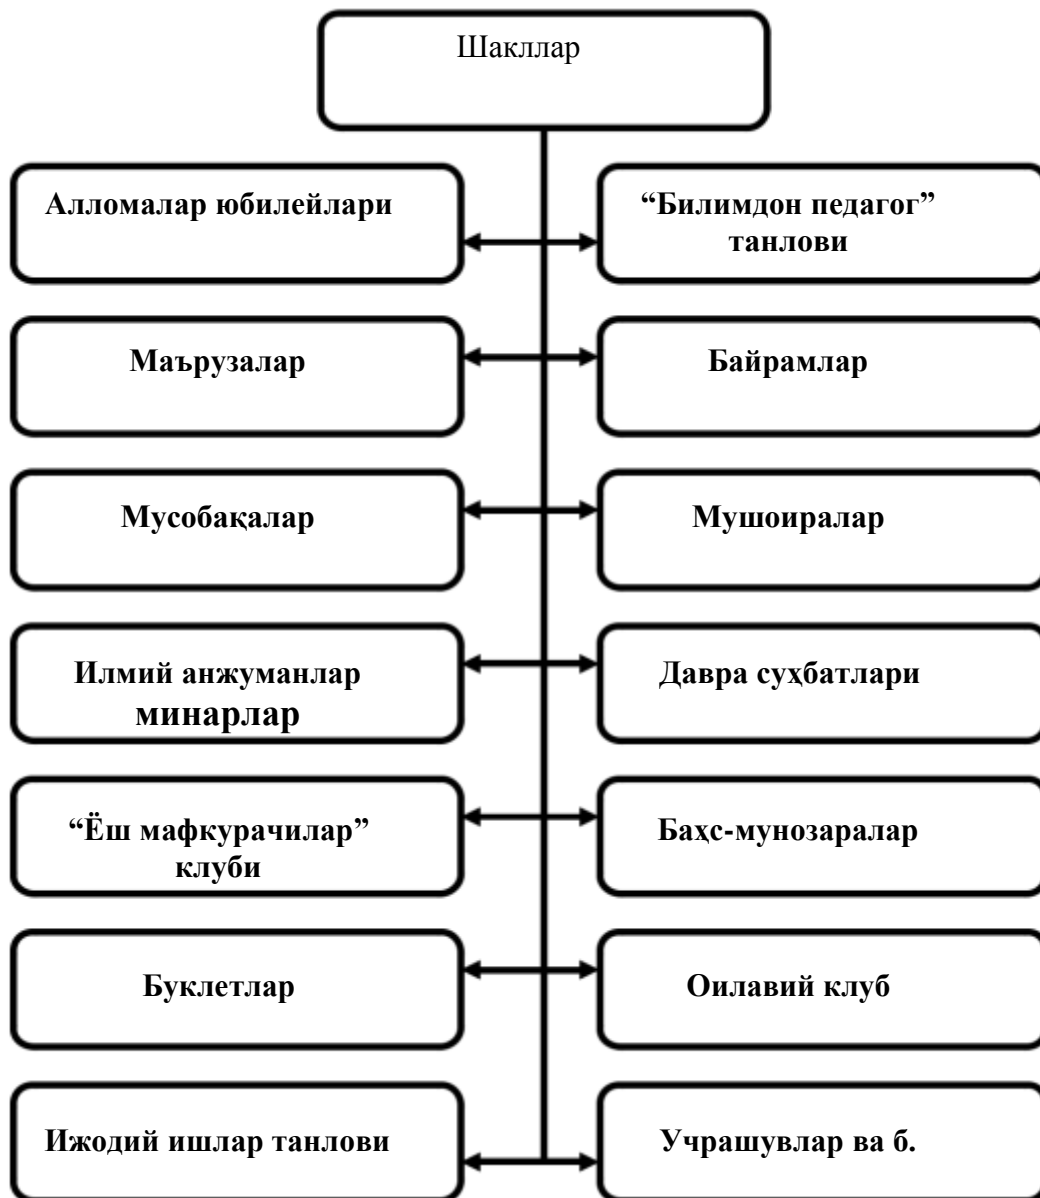 Шакллар
Алломалар юбилейлари
“Билимдон педагог”
танлови
Маърузалар
Байрамлар
Мусобақалар
Мушоиралар
Илмий анжуманлар
минарлар
Давра суҳбатлари
“Ёш мафкурачилар”
клуби
Баҳс-мунозаралар
Буклетлар
Оилавий клуб
Ижодий ишлар танлови
Учрашувлар ва б.